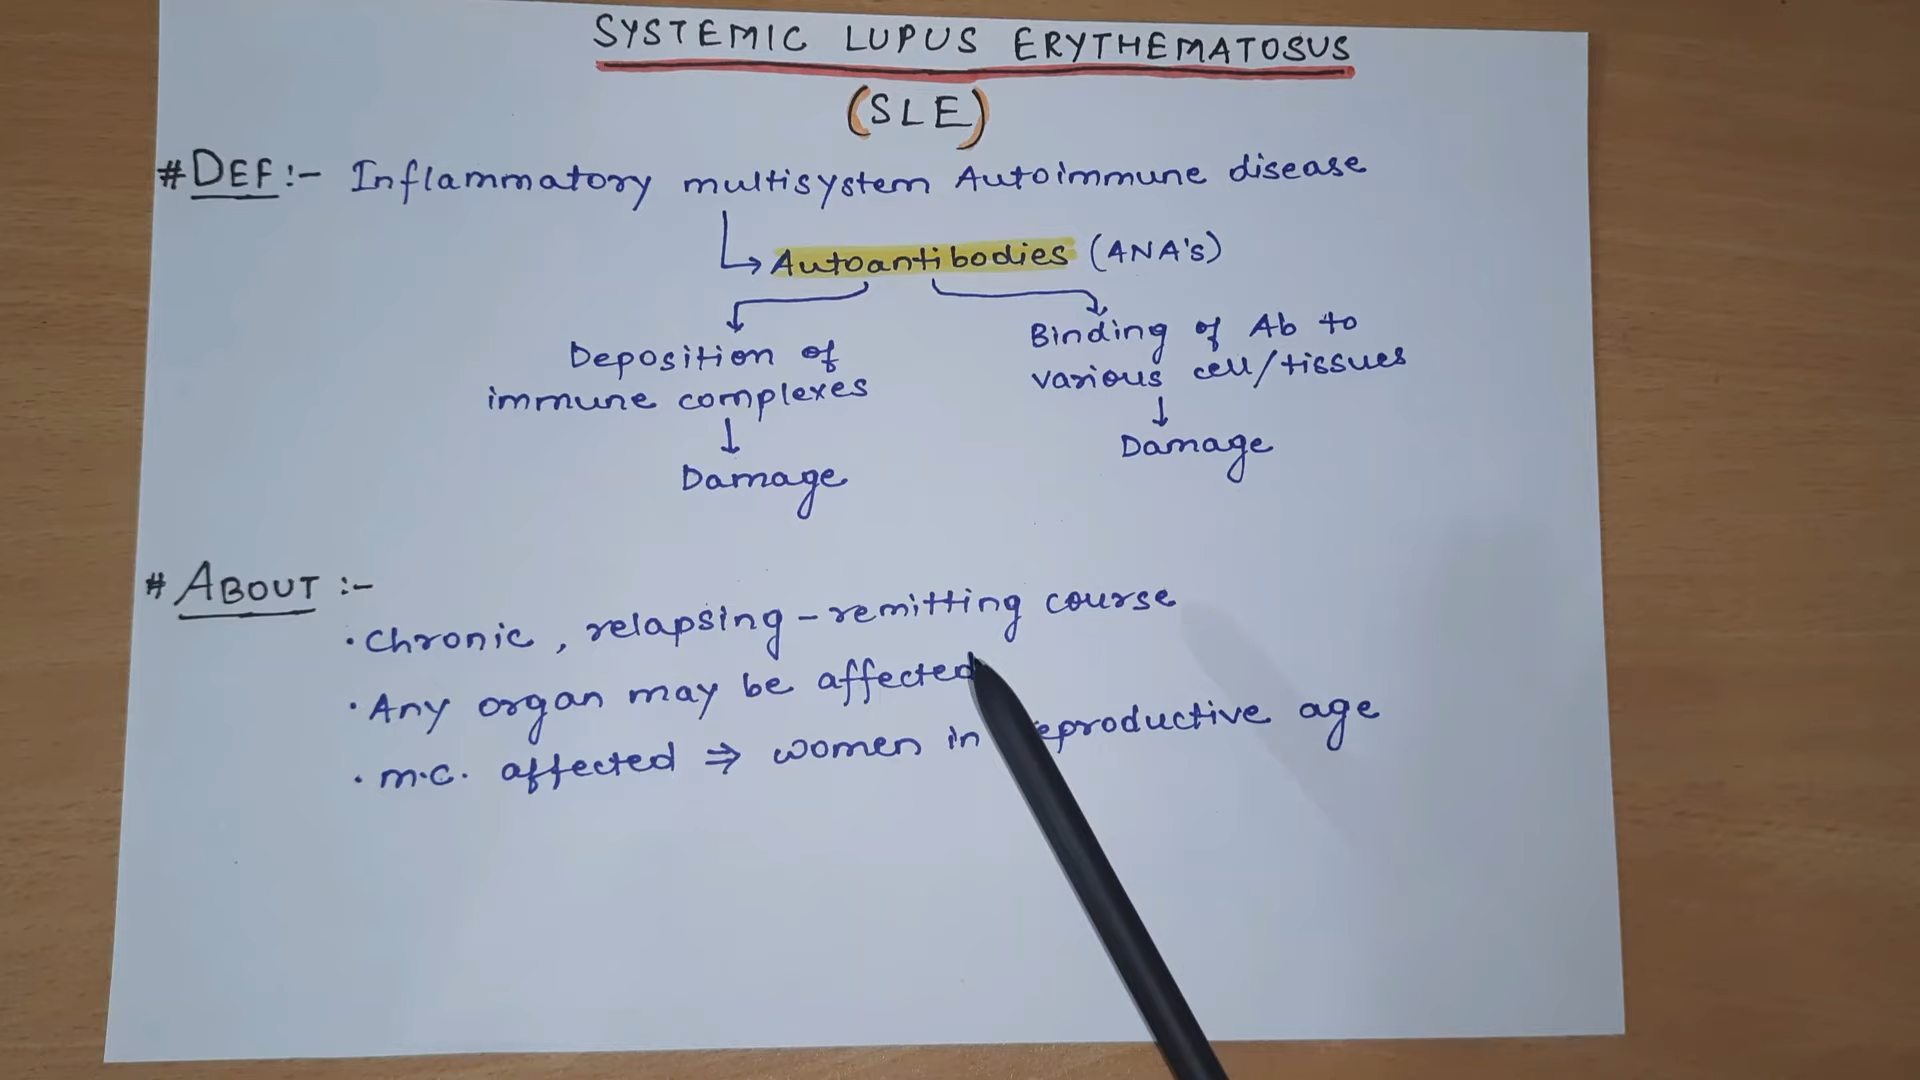 SYSTEMIC LUPUS ERYTHEMATOSUS
(SLE)
#DEF:- Inflammatory multisystem Autoimmune disease
Autoantibodies (ANA's)
Deposition of
immune complexes
Damage
Binding of Ab to
various cell/tissues
Damage
# ABOUT :-
• Chronic, relapsing-remitting course
• Any organ may be affected
• m.c. affected ⇒ women in eproductive age